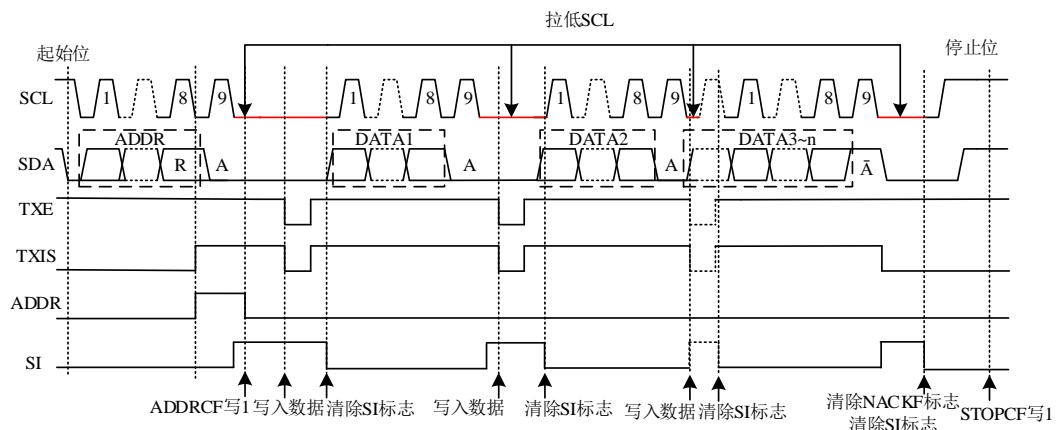 拉低SCL
起始位
停止位
SCL
1
8
9
1
8
9
1
8
9
1
8
9
ADDR
DATA1
DATA2
DATA3~n
SDA
R
A
A
A
Ā
TXE
TXIS
ADDR
SI
ADDRCF写1
写入数据
清除SI标志
写入数据
清除SI标志
写入数据
清除SI标志
清除NACKF标志
清除SI标志
STOPCF写1